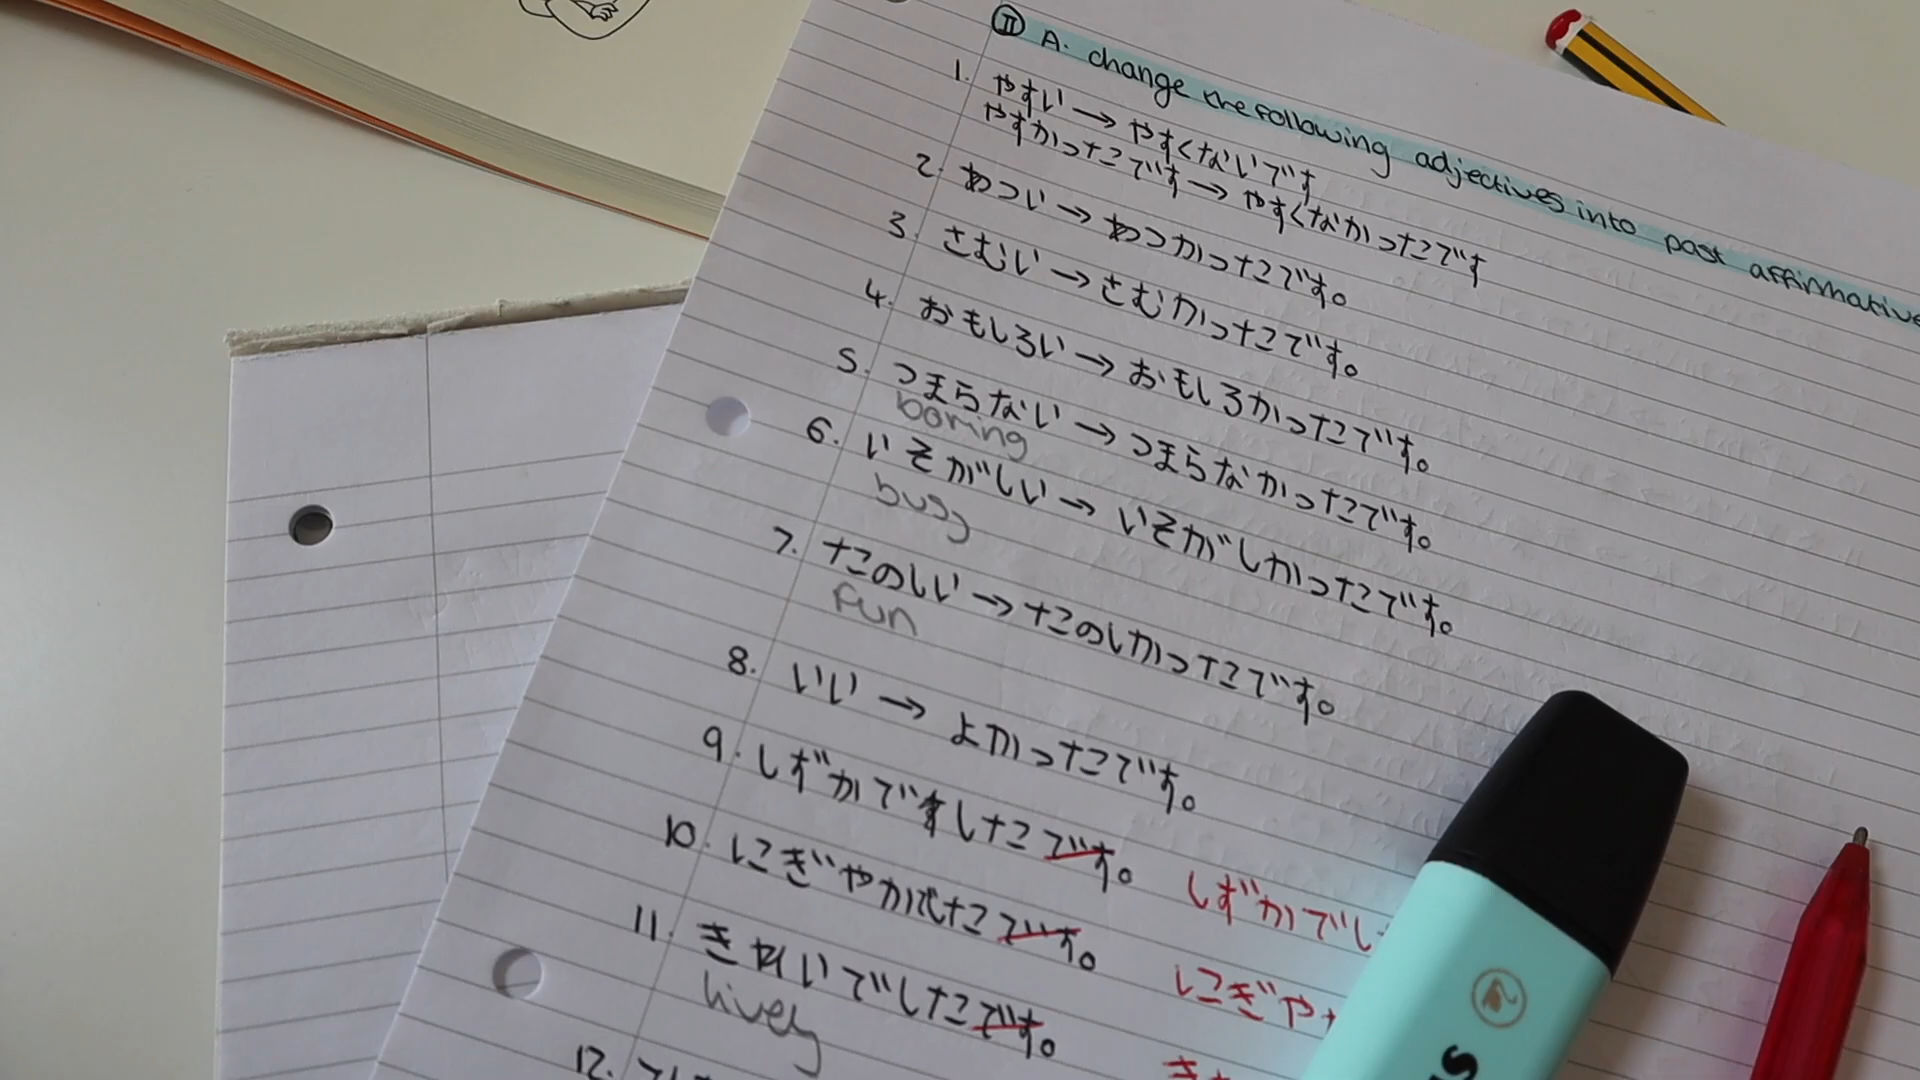 Ⅱ A. change the following adjectives into past affirmative
1. やすい → やすくないです
やすかったです → やすくなかったです
2. あつい → あつかったです。
3. さむい → さむかったです。
4. おもしろい → おもしろかったです。
5. つまらない → つまらなかったです。
boring
6. いそがしい → いそがしかったです。
busy
7. たのしい → たのしかったです。
fun
8. いい → よかったです。
9. しずかでしたです。 しずかでし
10. にぎやかでしたです。 にぎや
11. きれいでしたです。 き
lively
12.